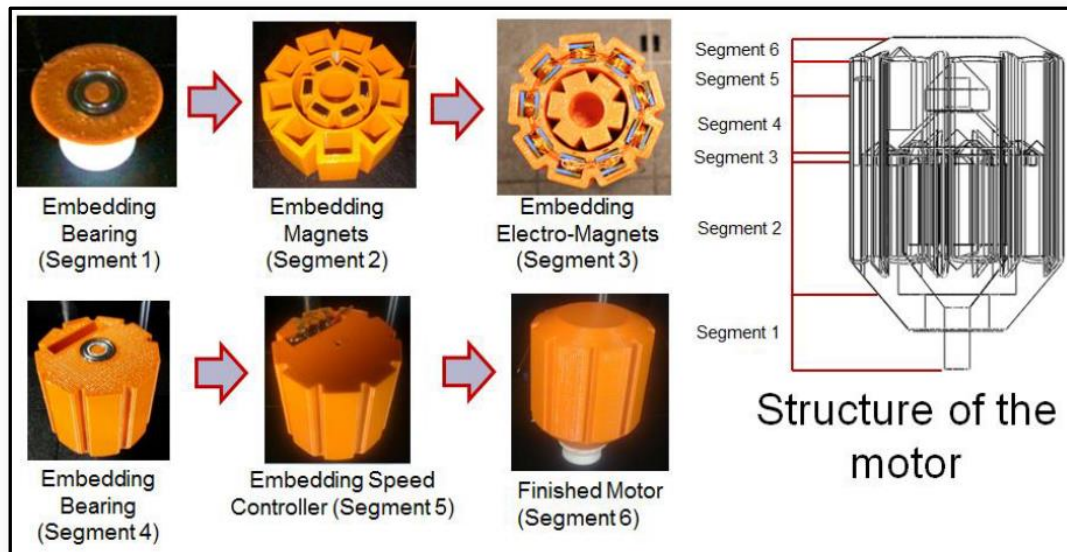 Embedding
Bearing
(Segment 1)
Embedding
Magnets
(Segment 2)
Embedding
Electro-Magnets
(Segment 3)
Embedding
Bearing
(Segment 4)
Embedding Speed
Controller (Segment 5)
Finished Motor
(Segment 6)
Segment 6
Segment 5
Segment 4
Segment 3
Segment 2
Segment 1
Structure of the
motor